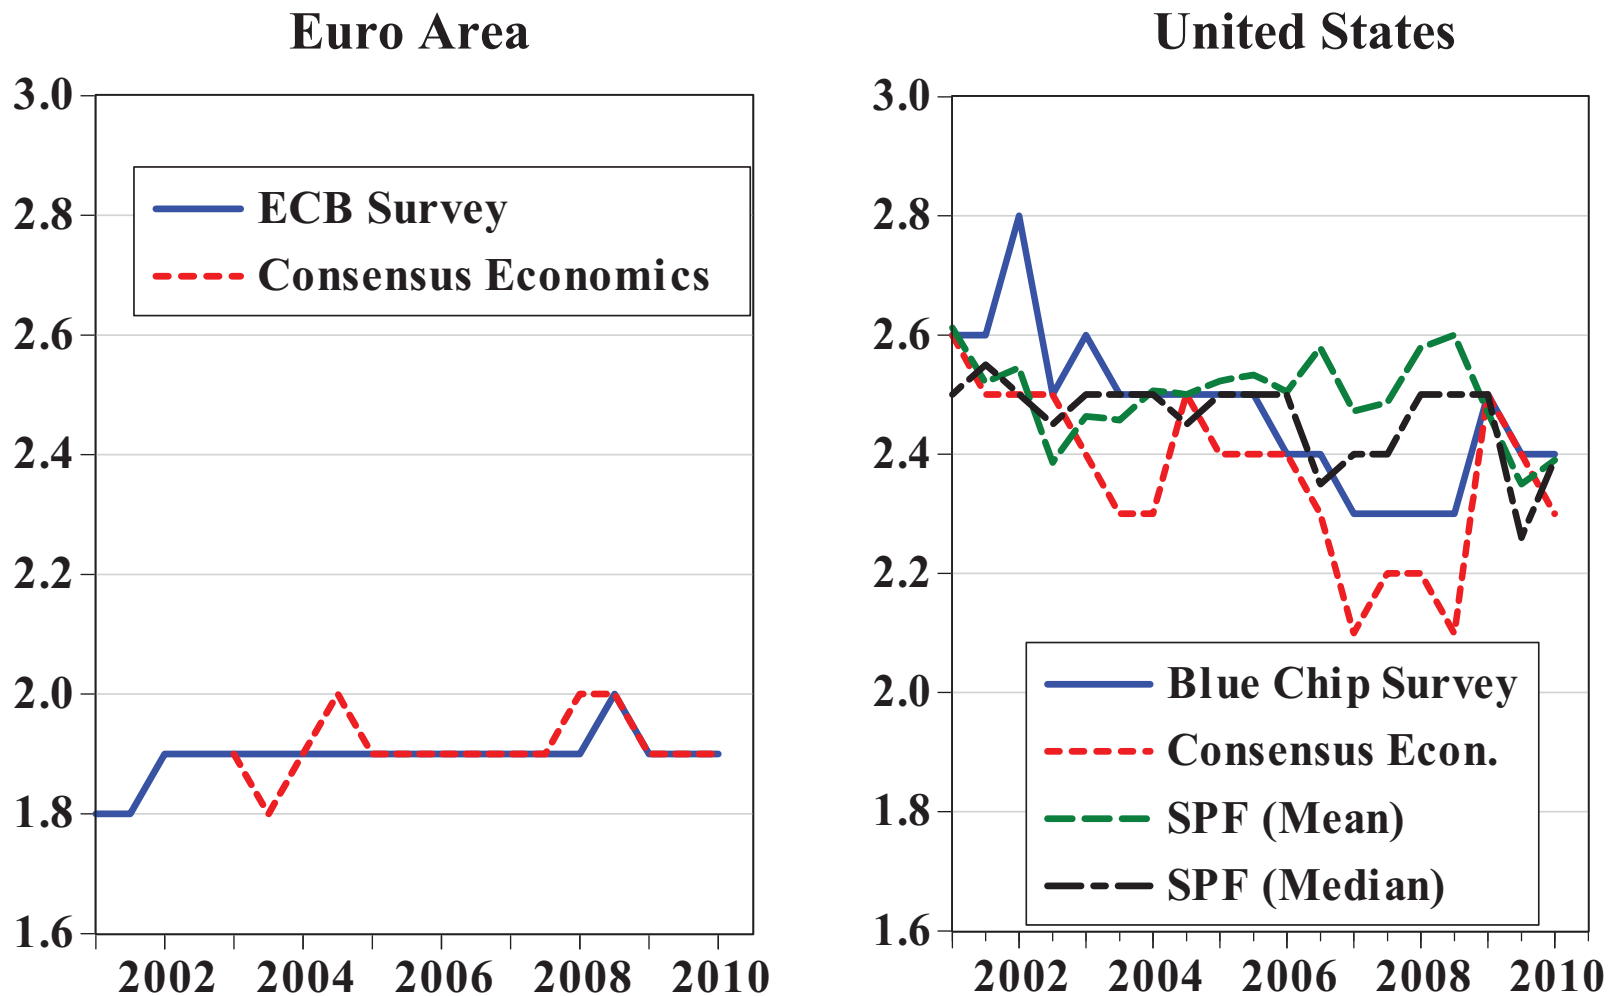 Euro Area
3.0
2.8
2.6
2.4
2.2
2.0
1.8
1.6
ECB Survey
Consensus Economics
2002 2004 2006 2008 2010
United States
3.0
2.8
2.6
2.4
2.2
2.0
1.8
1.6
Blue Chip Survey
Consensus Econ.
SPF (Mean)
SPF (Median)
2002 2004 2006 2008 2010